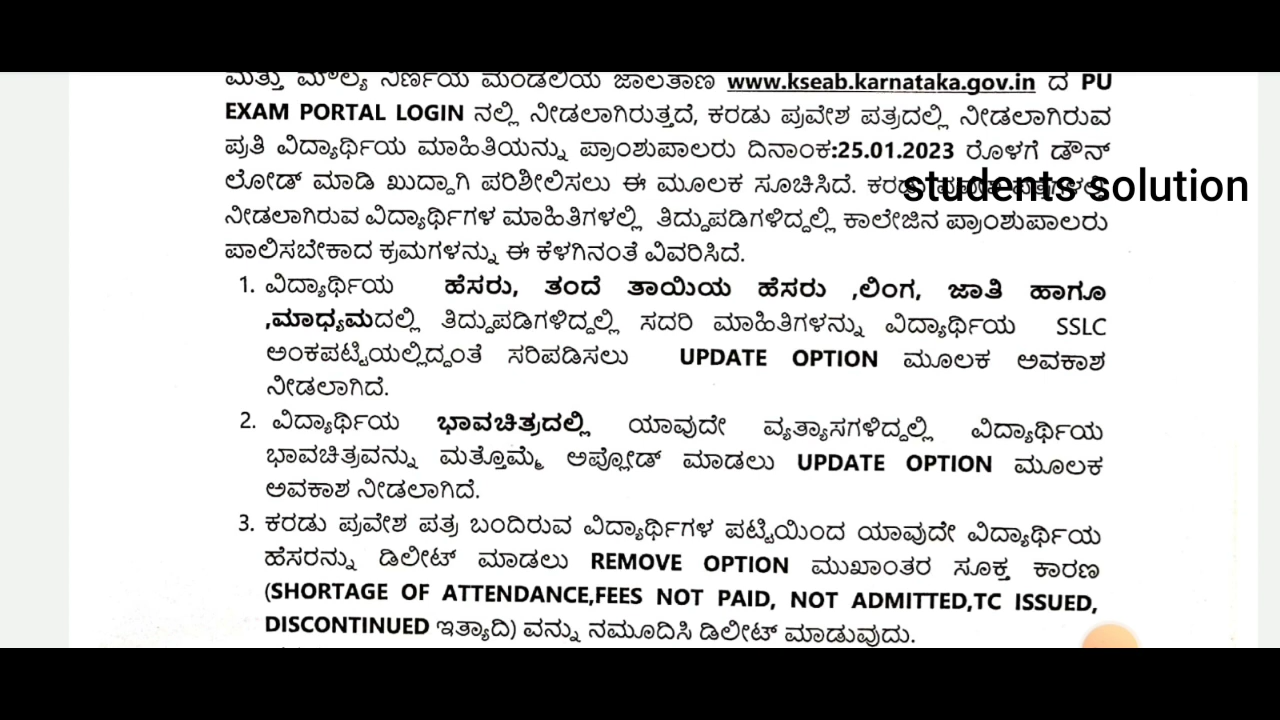 ಮತ್ತು ಮೌಲ್ಯ ನಿರ್ಣಯ ಮಂಡಲಿಯ ಜಾಲತಾಣ www.kseab.karnataka.gov.in ದ PU
EXAM PORTAL LOGIN ನಲ್ಲಿ ನೀಡಲಾಗಿರುತ್ತದೆ, ಕರಡು ಪ್ರವೇಶ ಪತ್ರದಲ್ಲಿ ನೀಡಲಾಗಿರುವ
ಪ್ರತಿ ವಿದ್ಯಾರ್ಥಿಯ ಮಾಹಿತಿಯನ್ನು ಪ್ರಾಂಶುಪಾಲರು ದಿನಾಂಕ:25.01.2023 ರೊಳಗೆ ಡೌನ್
ಲೋಡ್ ಮಾಡಿ ಖುದ್ದಾಗಿ ಪರಿಶೀಲಿಸಲು ಈ ಮೂಲಕ ಸೂಚಿಸಿದೆ. ಕರಡು
students solution
ನೀಡಲಾಗಿರುವ ವಿದ್ಯಾರ್ಥಿಗಳ ಮಾಹಿತಿಗಳಲ್ಲಿ ತಿದ್ದುಪಡಿಗಳಿದ್ದಲ್ಲಿ ಕಾಲೇಜಿನ ಪ್ರಾಂಶುಪಾಲರು
ಪಾಲಿಸಬೇಕಾದ ಕ್ರಮಗಳನ್ನು ಈ ಕೆಳಗಿನಂತೆ ವಿವರಿಸಿದೆ.
1. ವಿದ್ಯಾರ್ಥಿಯ ಹೆಸರು, ತಂದೆ ತಾಯಿಯ ಹೆಸರು ,ಲಿಂಗ, ಜಾತಿ ಹಾಗೂ
,ಮಾಧ್ಯಮದಲ್ಲಿ ತಿದ್ದುಪಡಿಗಳಿದ್ದಲ್ಲಿ ಸದರಿ ಮಾಹಿತಿಗಳನ್ನು ವಿದ್ಯಾರ್ಥಿಯ SSLC
ಅಂಕಪಟ್ಟಿಯಲ್ಲಿದ್ದಂತೆ ಸರಿಪಡಿಸಲು UPDATE OPTION ಮೂಲಕ ಅವಕಾಶ
ನೀಡಲಾಗಿದೆ.
2. ವಿದ್ಯಾರ್ಥಿಯ ಭಾವಚಿತ್ರದಲ್ಲಿ ಯಾವುದೇ ವ್ಯತ್ಯಾಸಗಳಿದ್ದಲ್ಲಿ ವಿದ್ಯಾರ್ಥಿಯ
ಭಾವಚಿತ್ರವನ್ನು ಮತ್ತೊಮ್ಮೆ ಅಪ್ಲೋಡ್ ಮಾಡಲು UPDATE OPTION ಮೂಲಕ
ಅವಕಾಶ ನೀಡಲಾಗಿದೆ.
3. ಕರಡು ಪ್ರವೇಶ ಪತ್ರ ಬಂದಿರುವ ವಿದ್ಯಾರ್ಥಿಗಳ ಪಟ್ಟಿಯಿಂದ ಯಾವುದೇ ವಿದ್ಯಾರ್ಥಿಯ
ಹೆಸರನ್ನು ಡಿಲೀಟ್ ಮಾಡಲು REMOVE OPTION ಮುಖಾಂತರ ಸೂಕ್ತ ಕಾರಣ
(SHORTAGE OF ATTENDANCE,FEES NOT PAID, NOT ADMITTED,TC ISSUED,
DISCONTINUED ಇತ್ಯಾದಿ) ವನ್ನು ನಮೂದಿಸಿ ಡಿಲೀಟ್ ಮಾಡುವುದು.